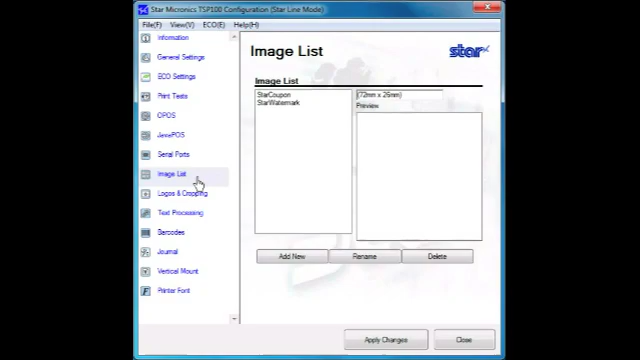 Star Micronics TSP100 Configuration (Star Line Mode)
File(F) View(V) ECO(E) Help(H)
Information
General Settings
ECO Settings
Print Tests
OPOS
JavaPOS
Serial Ports
Image List
Logos & Cropping
Text Processing
Barcodes
Journal
Vertical Mount
Printer Font
Image List
star
Image List
StarCoupon
StarWatermark
(72mm x 26mm)
Preview
Add New
Rename
Delete
Apply Changes
Close